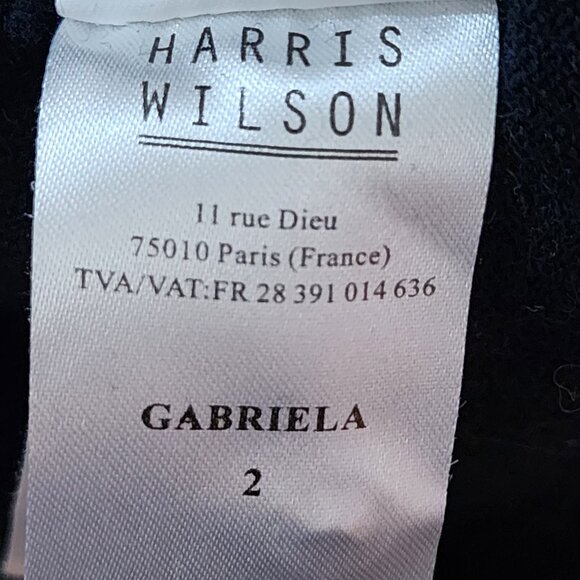 HARRIS
WILSON
11 rue Dieu
75010 Paris (France)
TVA/VAT:FR 28 391 014 636
GABRIELA
2